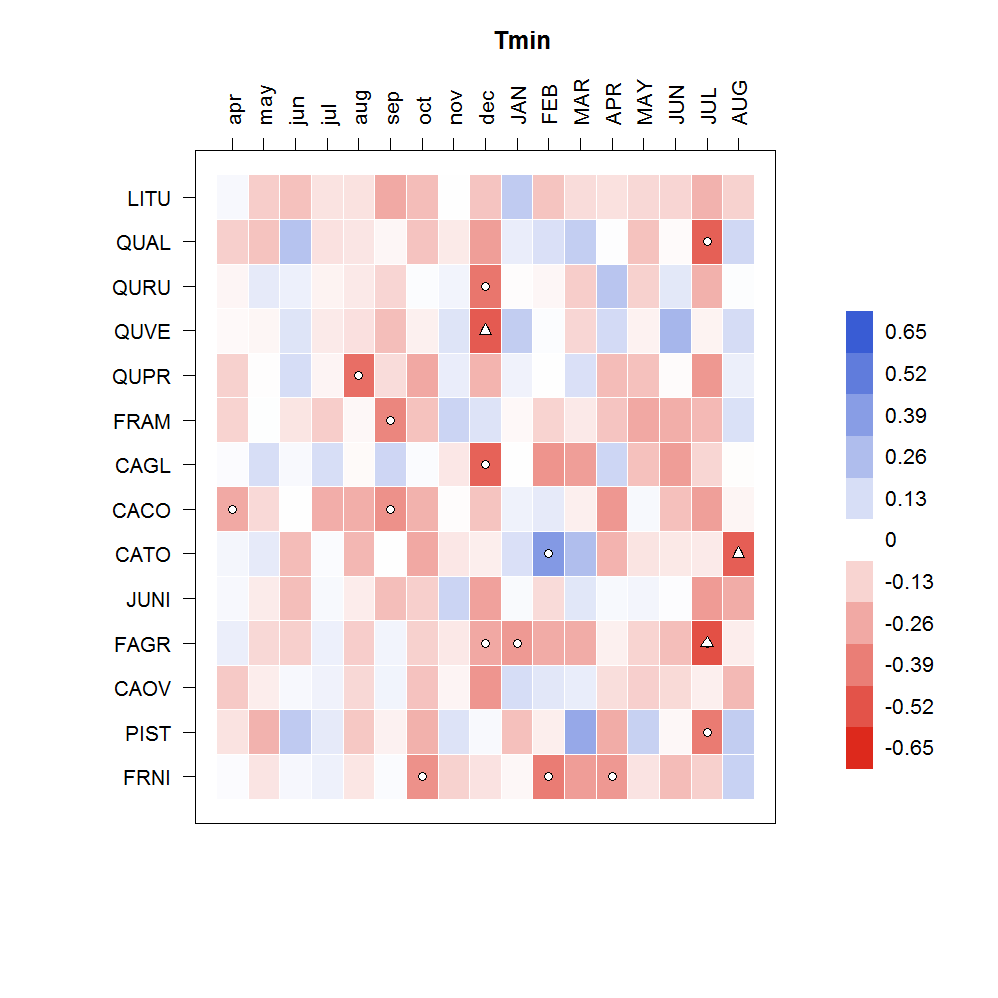 Tmin
apr may jun jul aug sep oct nov dec JAN FEB MAR APR MAY JUN JUL AUG
LITU
QUAL
QURU
QUVE
QUPR
FRAM
CAGL
CACO
CATO
JUNI
FAGR
CAOV
PIST
FRNI
0.65
0.52
0.39
0.26
0.13
0
-0.13
-0.26
-0.39
-0.52
-0.65